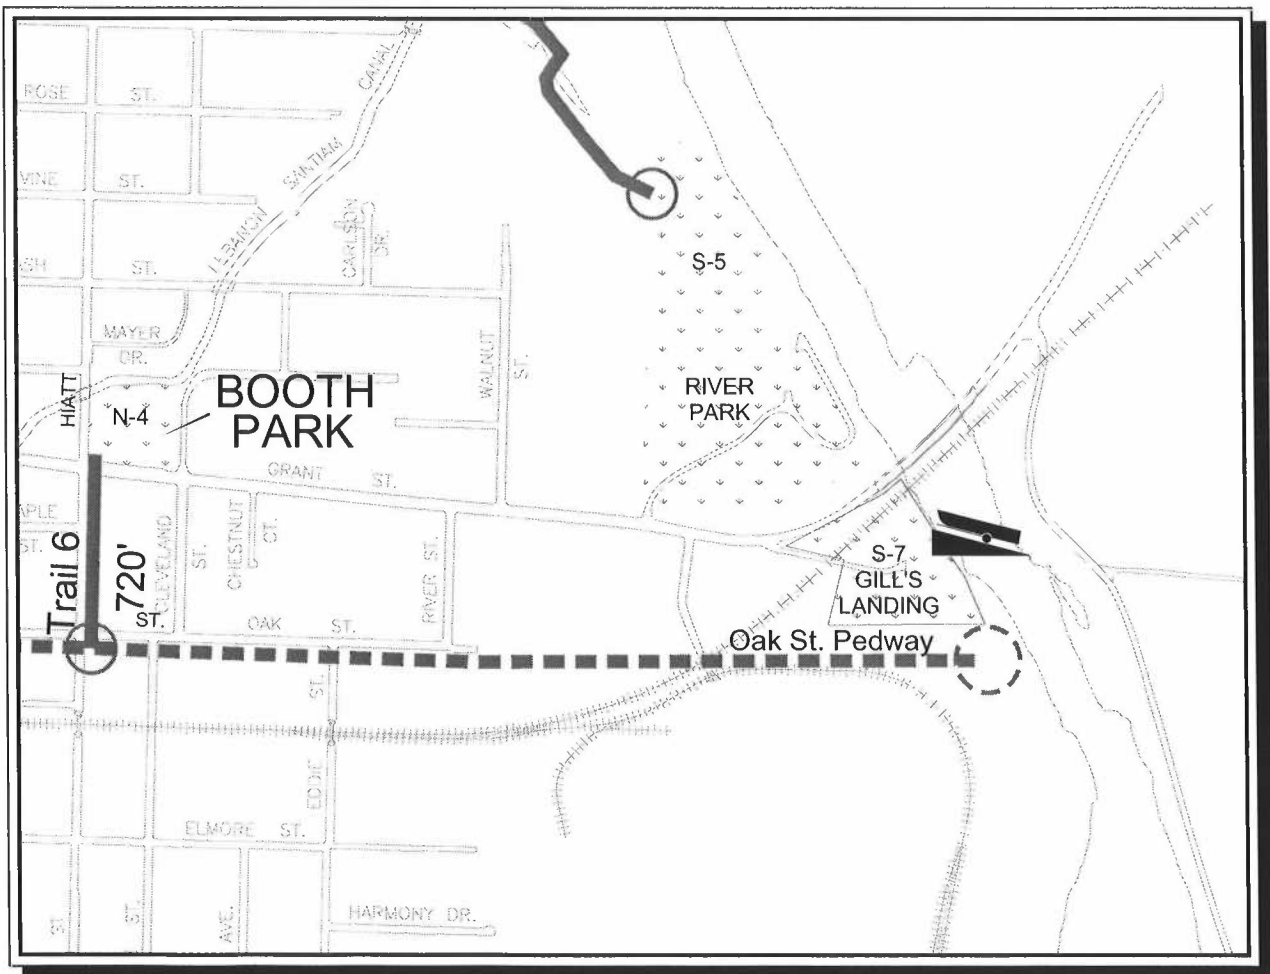 CANAL
ROSE ST.
SANTIAM
VINE ST.
LEBANON
CARLSON
DR.
S-5
ST.
MAYER
DR.
WALNUT
ST.
HIATT
N-4
BOOTH
PARK
RIVER
PARK
GRANT ST.
ST.
Trail 6
720'
CLEVELAND
ST.
CHESTNUT
CT.
RIVER ST.
S-7
GILL'S
LANDING
ST.
OAK ST.
Oak St. Pedway
ST.
EDDIE
ELMORE ST.
HARMONY DR.
ST.
ST.
AVE.